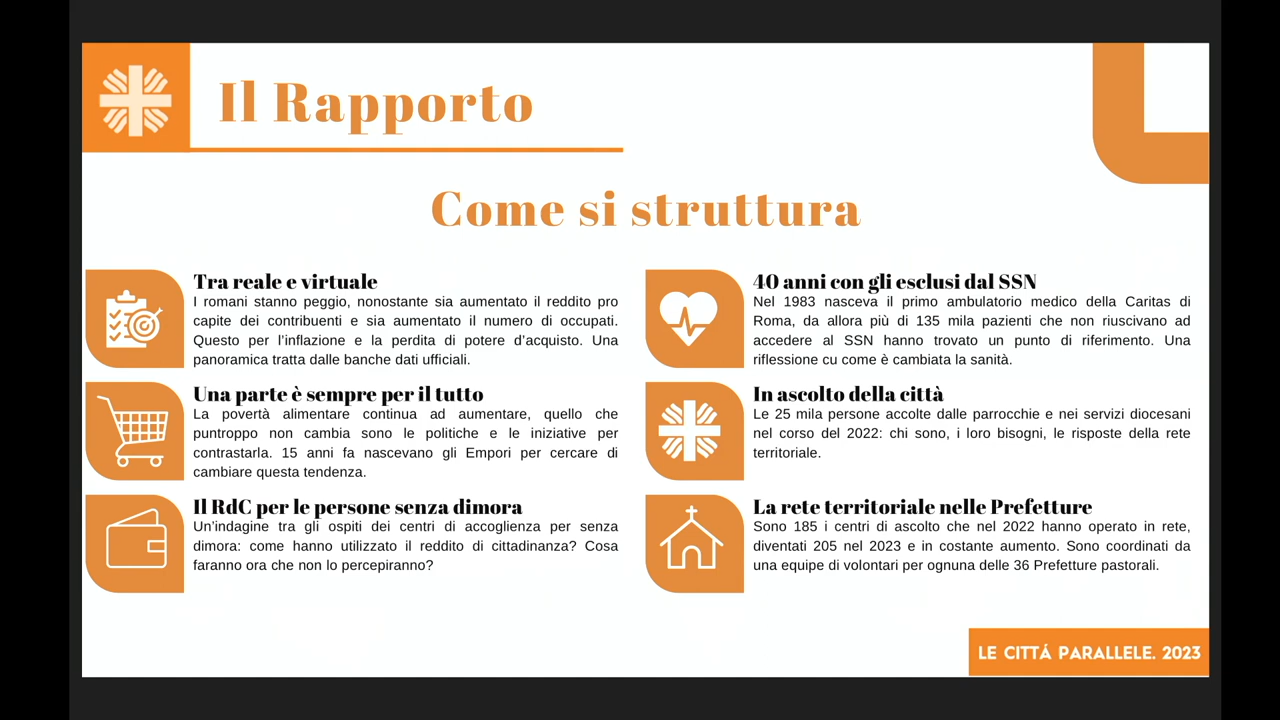 Il Rapporto
Come si struttura
Tra reale e virtuale
I romani stanno peggio, nonostante sia aumentato il reddito pro
capite dei contribuenti e sia aumentato il numero di occupati.
Questo per l'inflazione e la perdita di potere d'acquisto. Una
panoramica tratta dalle banche dati ufficiali.
Una parte è sempre per il tutto
La povertà alimentare continua ad aumentare, quello che
puntroppo non cambia sono le politiche e le iniziative per
contrastarla. 15 anni fa nascevano gli Empori per cercare di
cambiare questa tendenza.
Il RdC per le persone senza dimora
Un'indagine tra gli ospiti dei centri di accoglienza per senza
dimora: come hanno utilizzato il reddito di cittadinanza? Cosa
faranno ora che non lo percepiranno?
40 anni con gli esclusi dal SSN
Nel 1983 nasceva il primo ambulatorio medico della Caritas di
Roma, da allora più di 135 mila pazienti che non riuscivano ad
accedere al SSN hanno trovato un punto di riferimento. Una
riflessione cu come è cambiata la sanità.
In ascolto della città
Le 25 mila persone accolte dalle parrocchie e nei servizi diocesani
nel corso del 2022: chi sono, i loro bisogni, le risposte della rete
territoriale.
La rete territoriale nelle Prefetture
Sono 185 i centri di ascolto che nel 2022 hanno operato in rete,
diventati 205 nel 2023 e in costante aumento. Sono coordinati da
una equipe di volontari per ognuna delle 36 Prefetture pastorali.
LE CITTÁ PARALLELE. 2023